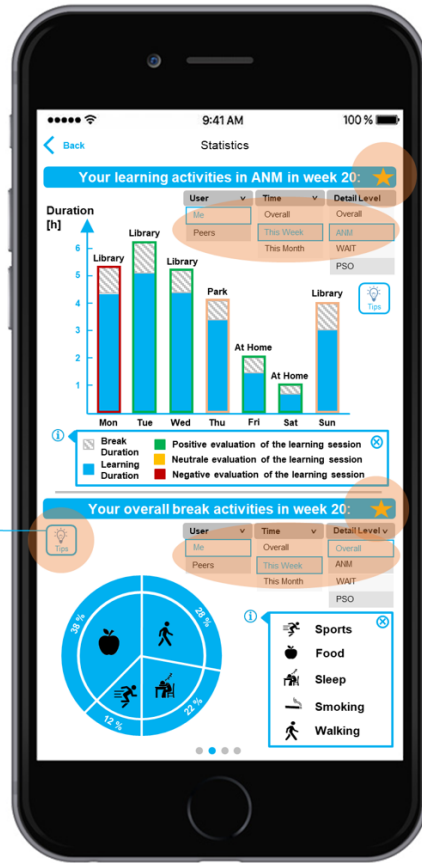 9:41 AM
100 %
Back
Statistics
Your learning activities in ANM in week 20:
User v Time v Detail Level
Me Overall Overall
Peers This Week ANM
This Month WAIT
PSO
Tips
Duration
[h]
6
5
4
3
2
1
Library
Library
Library
Park
At Home
At Home
Library
Mon Tue Wed Thu Fri Sat Sun
i
Break Duration
Learning Duration
Positive evaluation of the learning session
Neutrale evaluation of the learning session
Negative evaluation of the learning session
Your overall break activities in week 20:
Tips
User v Time v Detail Level v
Me Overall Overall
Peers This Week ANM
This Month WAIT
PSO
38 %
28 %
22 %
12 %
i
Sports
Food
Sleep
Smoking
Walking